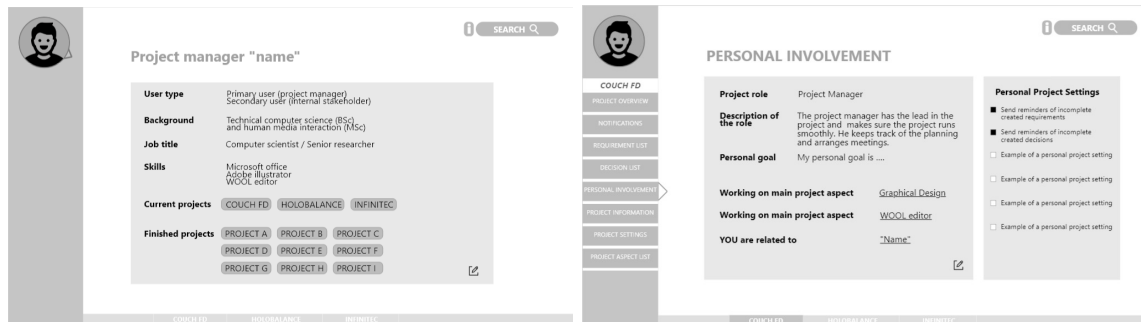 SEARCH
Project manager "name"
User type Primary user (project manager)
Secondary user (internal stakeholder)
Background Technical computer science (BSc)
and human media interaction (MSc)
Job title Computer scientist / Senior researcher
Skills Microsoft office
Adobe illustrator
WOOL editor
Current projects COUCH FD HOLOBALANCE INFINITEC
Finished projects PROJECT A PROJECT B PROJECT C
PROJECT D PROJECT E PROJECT F
PROJECT G PROJECT H PROJECT I
COUCH FD HOLOBALANCE INFINITEC
SEARCH
PERSONAL INVOLVEMENT
COUCH FD
PROJECT OVERVIEW
NOTIFICATIONS
REQUIREMENT LIST
DECISION LIST
PERSONAL INVOLVEMENT
PROJECT INFORMATION
PROJECT SETTINGS
PROJECT ASPECT LIST
Project role Project Manager
Description of The project manager has the lead in the
the role project and makes sure the project runs
smoothly. He keeps track of the planning
and arranges meetings.
Personal goal My personal goal is ....
Working on main project aspect Graphical Design
Working on main project aspect WOOL editor
YOU are related to "Name"
Personal Project Settings
Send reminders of incomplete
created requirements
Send reminders of incomplete
created decisions
Example of a personal project setting
Example of a personal project setting
Example of a personal project setting
Example of a personal project setting
COUCH FD HOLOBALANCE INFINITEC